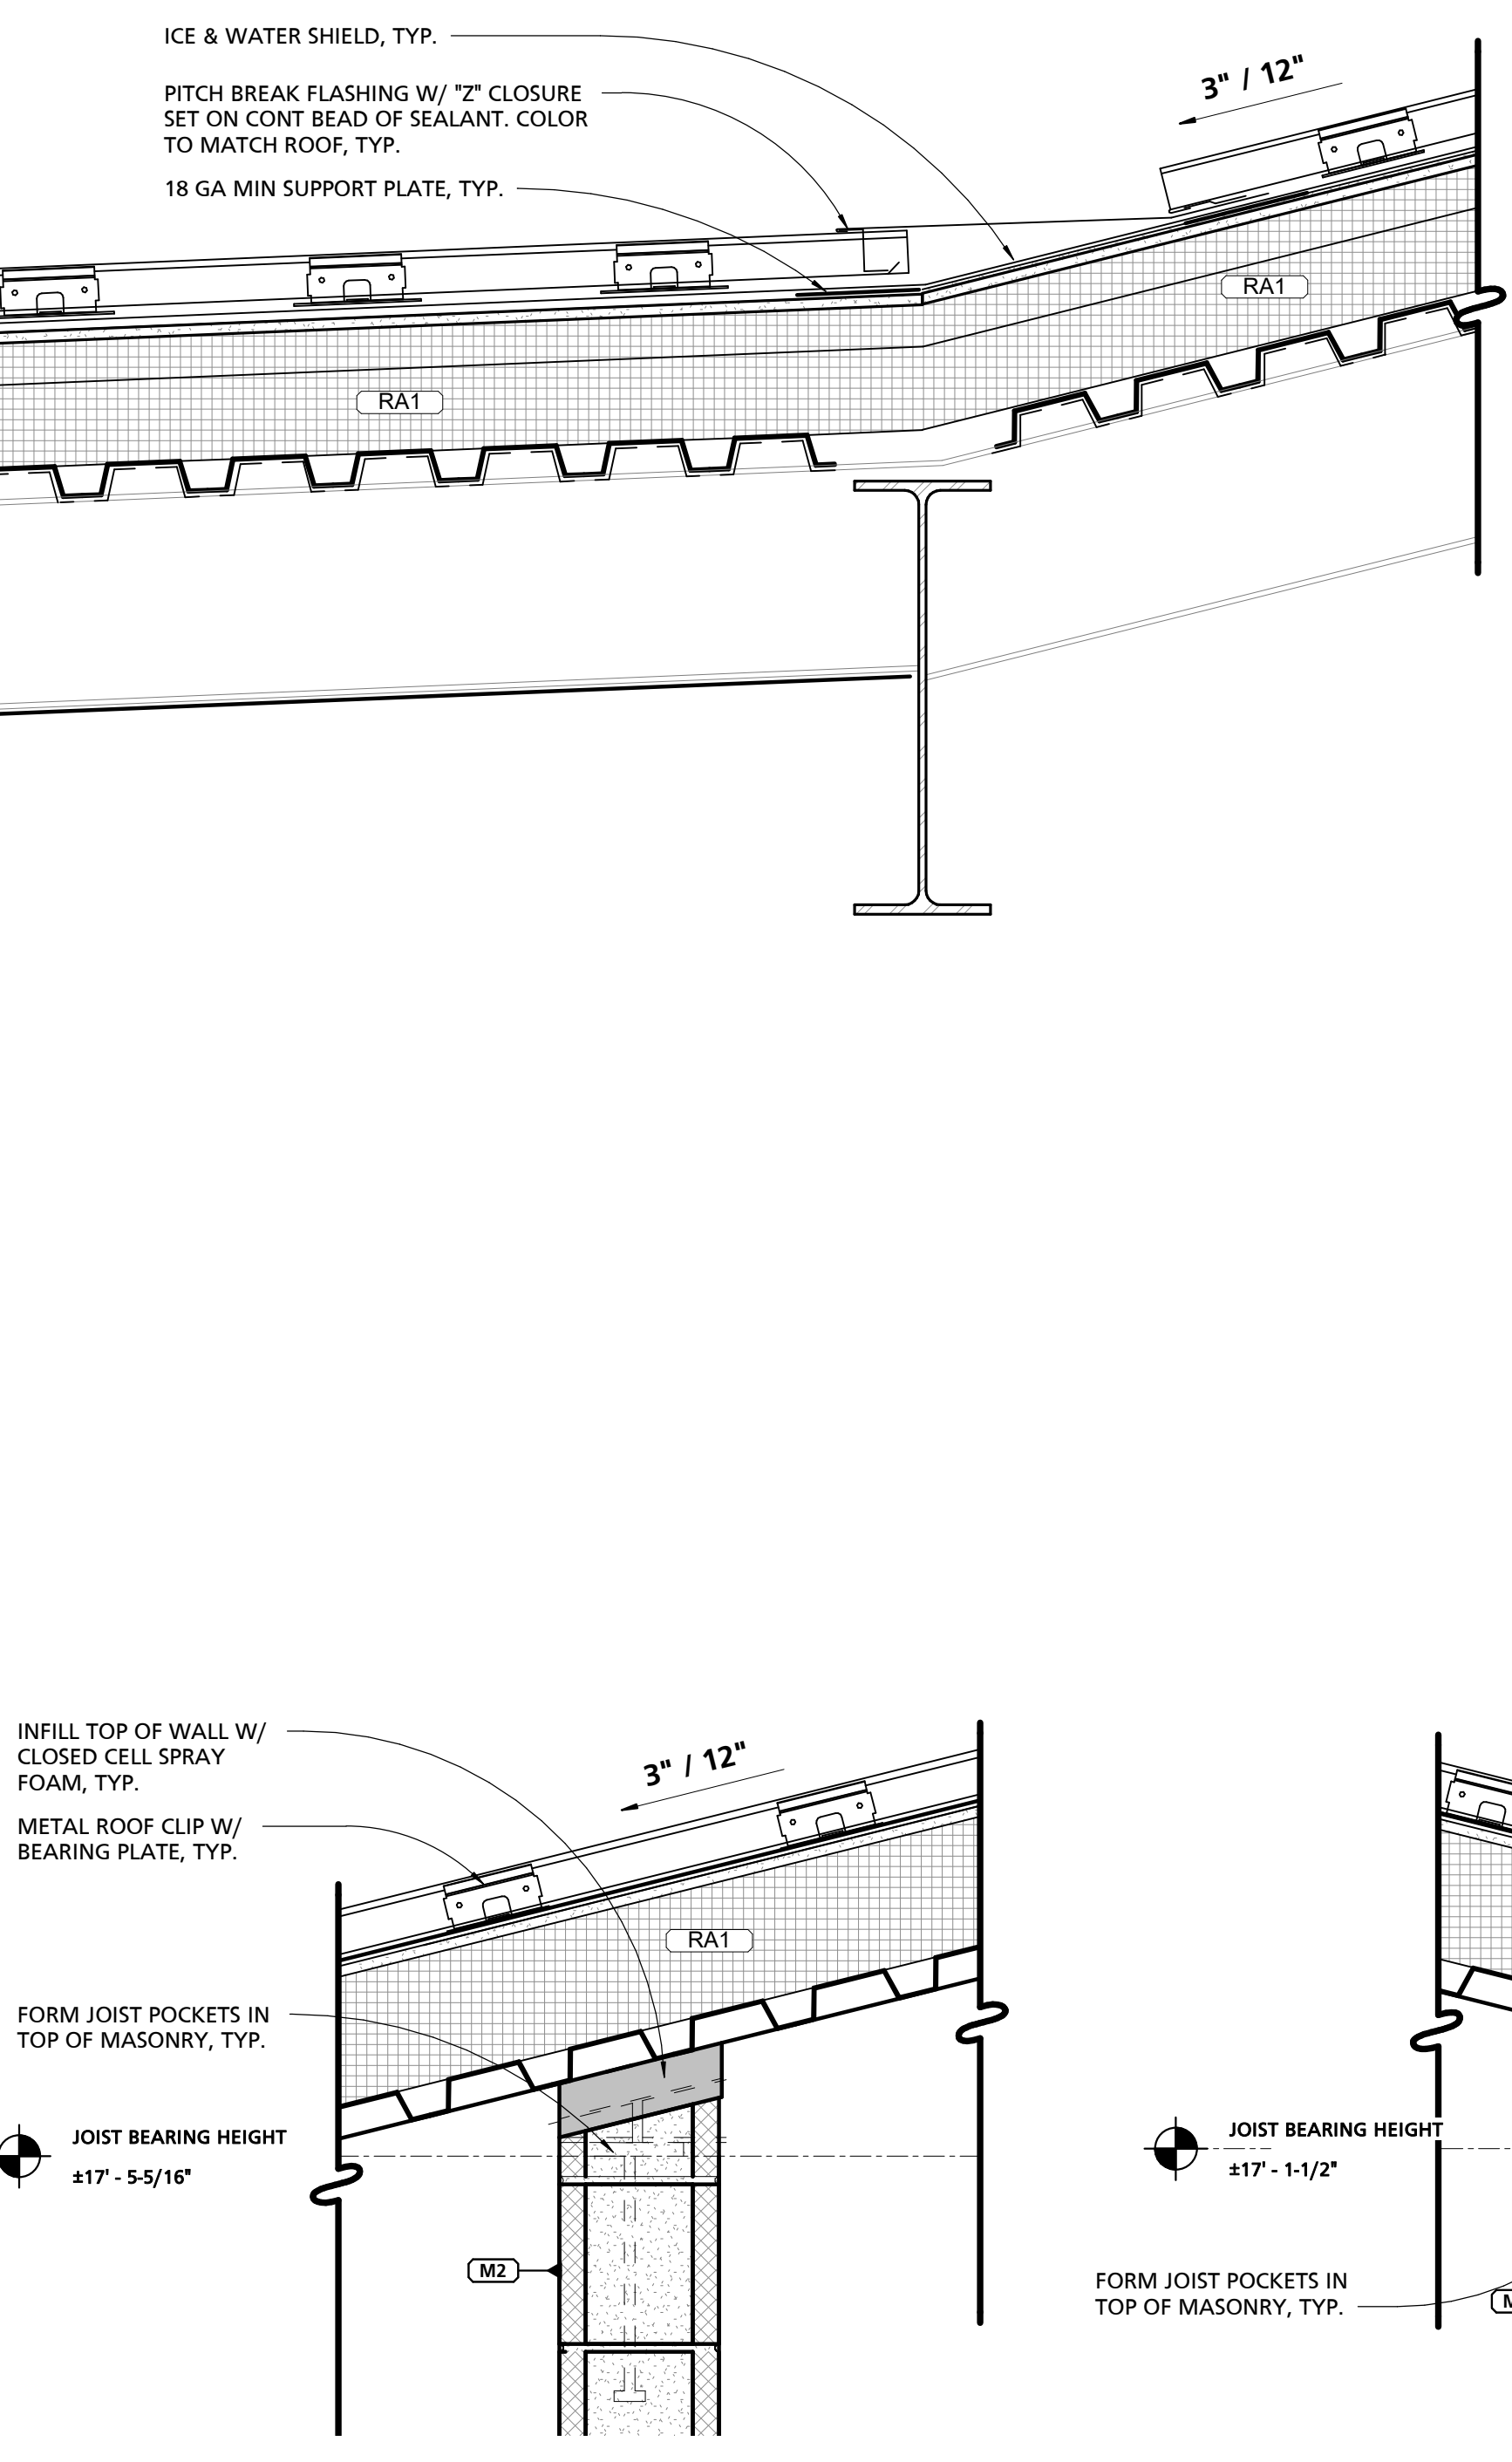 ICE & WATER SHIELD, TYP.
PITCH BREAK FLASHING W/ "Z" CLOSURE
SET ON CONT BEAD OF SEALANT. COLOR
TO MATCH ROOF, TYP.
18 GA MIN SUPPORT PLATE, TYP.
3" / 12"
RA1
RA1
INFILL TOP OF WALL W/
CLOSED CELL SPRAY
FOAM, TYP.
METAL ROOF CLIP W/
BEARING PLATE, TYP.
3" / 12"
RA1
FORM JOIST POCKETS IN
TOP OF MASONRY, TYP.
JOIST BEARING HEIGHT
±17' - 5-5/16"
M2
JOIST BEARING HEIGHT
±17' - 1-1/2"
FORM JOIST POCKETS IN
TOP OF MASONRY, TYP.